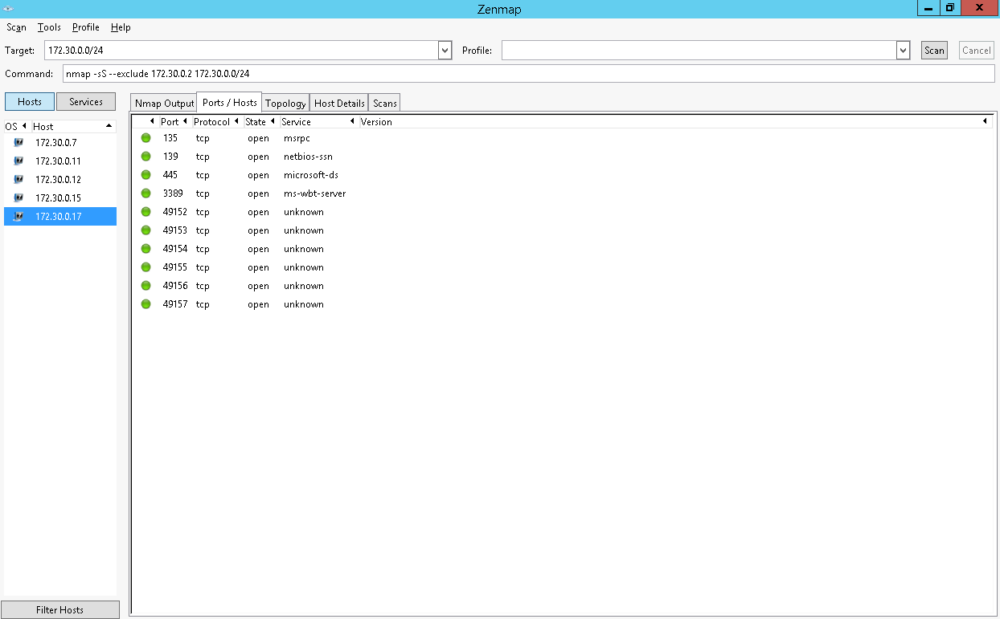 Zenmap
Scan Tools Profile Help
Target: 172.30.0.0/24 Profile: Scan Cancel
Command: nmap -sS --exclude 172.30.0.2 172.30.0.0/24
Hosts Services
Nmap Output Ports / Hosts Topology Host Details Scans
OS Host
172.30.0.7
172.30.0.11
172.30.0.12
172.30.0.15
172.30.0.17
Filter Hosts
Port Protocol State Service Version
135 tcp open msrpc
139 tcp open netbios-ssn
445 tcp open microsoft-ds
3389 tcp open ms-wbt-server
49152 tcp open unknown
49153 tcp open unknown
49154 tcp open unknown
49155 tcp open unknown
49156 tcp open unknown
49157 tcp open unknown